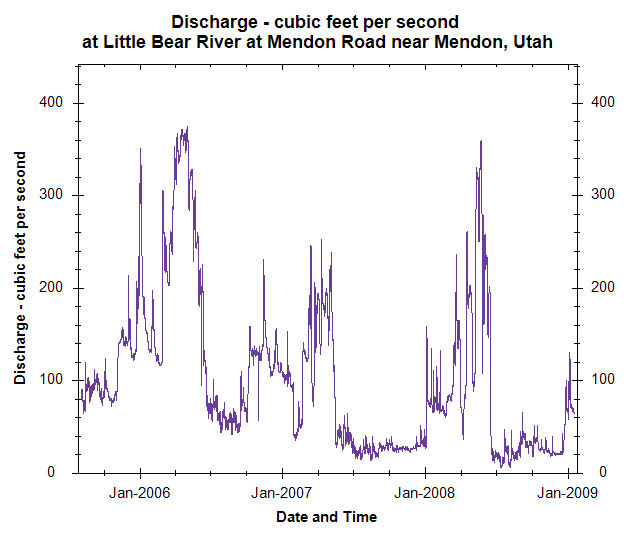 Discharge - cubic feet per second
at Little Bear River at Mendon Road near Mendon, Utah
Discharge - cubic feet per second
400 400
300 300
200 200
100 100
0 0
Jan-2006 Jan-2007 Jan-2008 Jan-2009
Date and Time